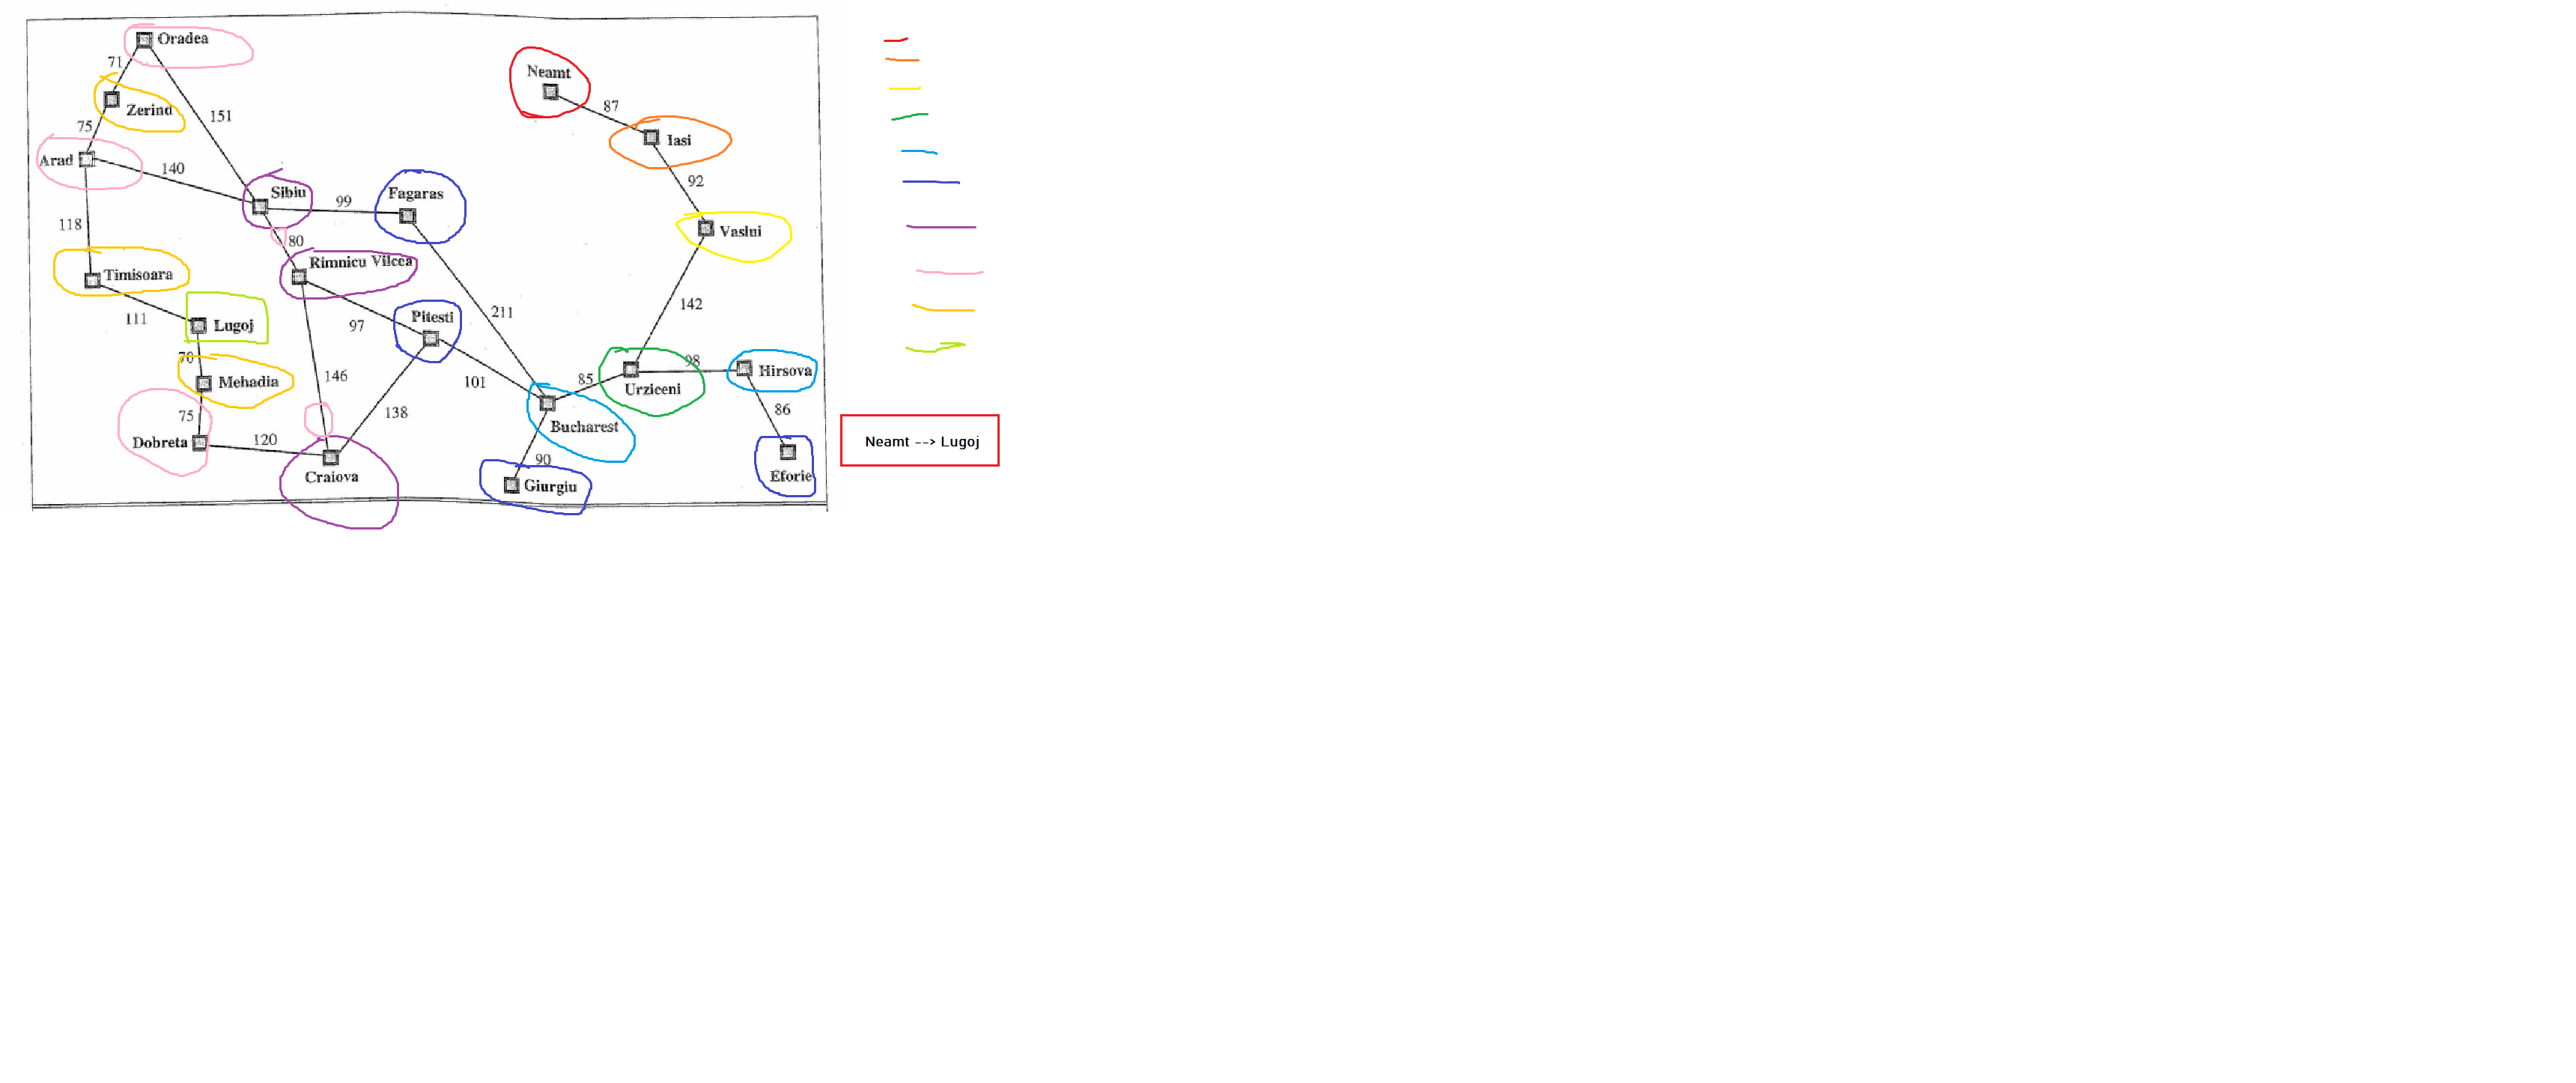 Oradea
71
Neamt
Zerind
87
151
75
Iasi
Arad
140
92
Sibiu
Fagaras
99
118
Vaslui
80
Rimnicu Vilcea
Timisoara
142
211
111
Lugoj
Pitesti
97
70
98
Mehadia
146
101
85
Hirsova
Urziceni
75
138
86
Bucharest
Dobreta
120
Neamt --> Lugoj
90
Craiova
Eforie
Giurgiu